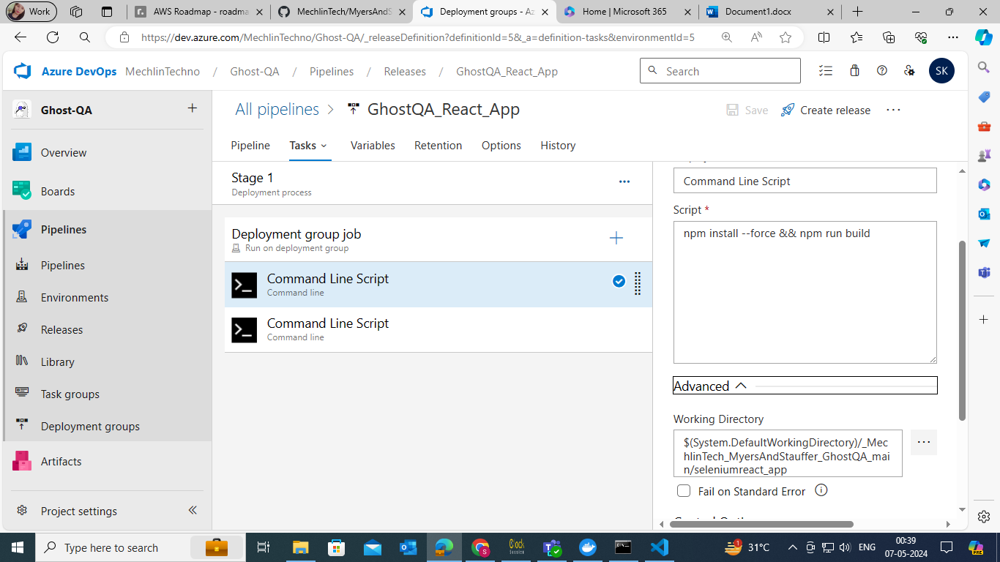 Work
AWS Roadmap - roadma
MechlinTech/MyersAndS
Deployment groups - Az
Home | Microsoft 365
Document1.docx
https://dev.azure.com/MechlinTechno/Ghost-QA/_releaseDefinition?definitionId=5&_a=definition-tasks&environmentId=5
Azure DevOps MechlinTechno / Ghost-QA / Pipelines / Releases / GhostQA_React_App
Search
SK
Ghost-QA
Overview
Boards
Pipelines
Pipelines
Environments
Releases
Library
Task groups
Deployment groups
Artifacts
Project settings
All pipelines > GhostQA_React_App
Save
Create release
Pipeline
Tasks
Variables
Retention
Options
History
Stage 1
Deployment process
Deployment group job
Run on deployment group
Command Line Script
Command line
Command Line Script
Command line
Command Line Script
Script *
npm install --force && npm run build
Advanced
Working Directory
$(System.DefaultWorkingDirectory)/_Mec
hlinTech_MyersAndStauffer_GhostQA_mai
n/seleniumreact_app
Fail on Standard Error
Type here to search
31°C
ENG
00:39
07-05-2024